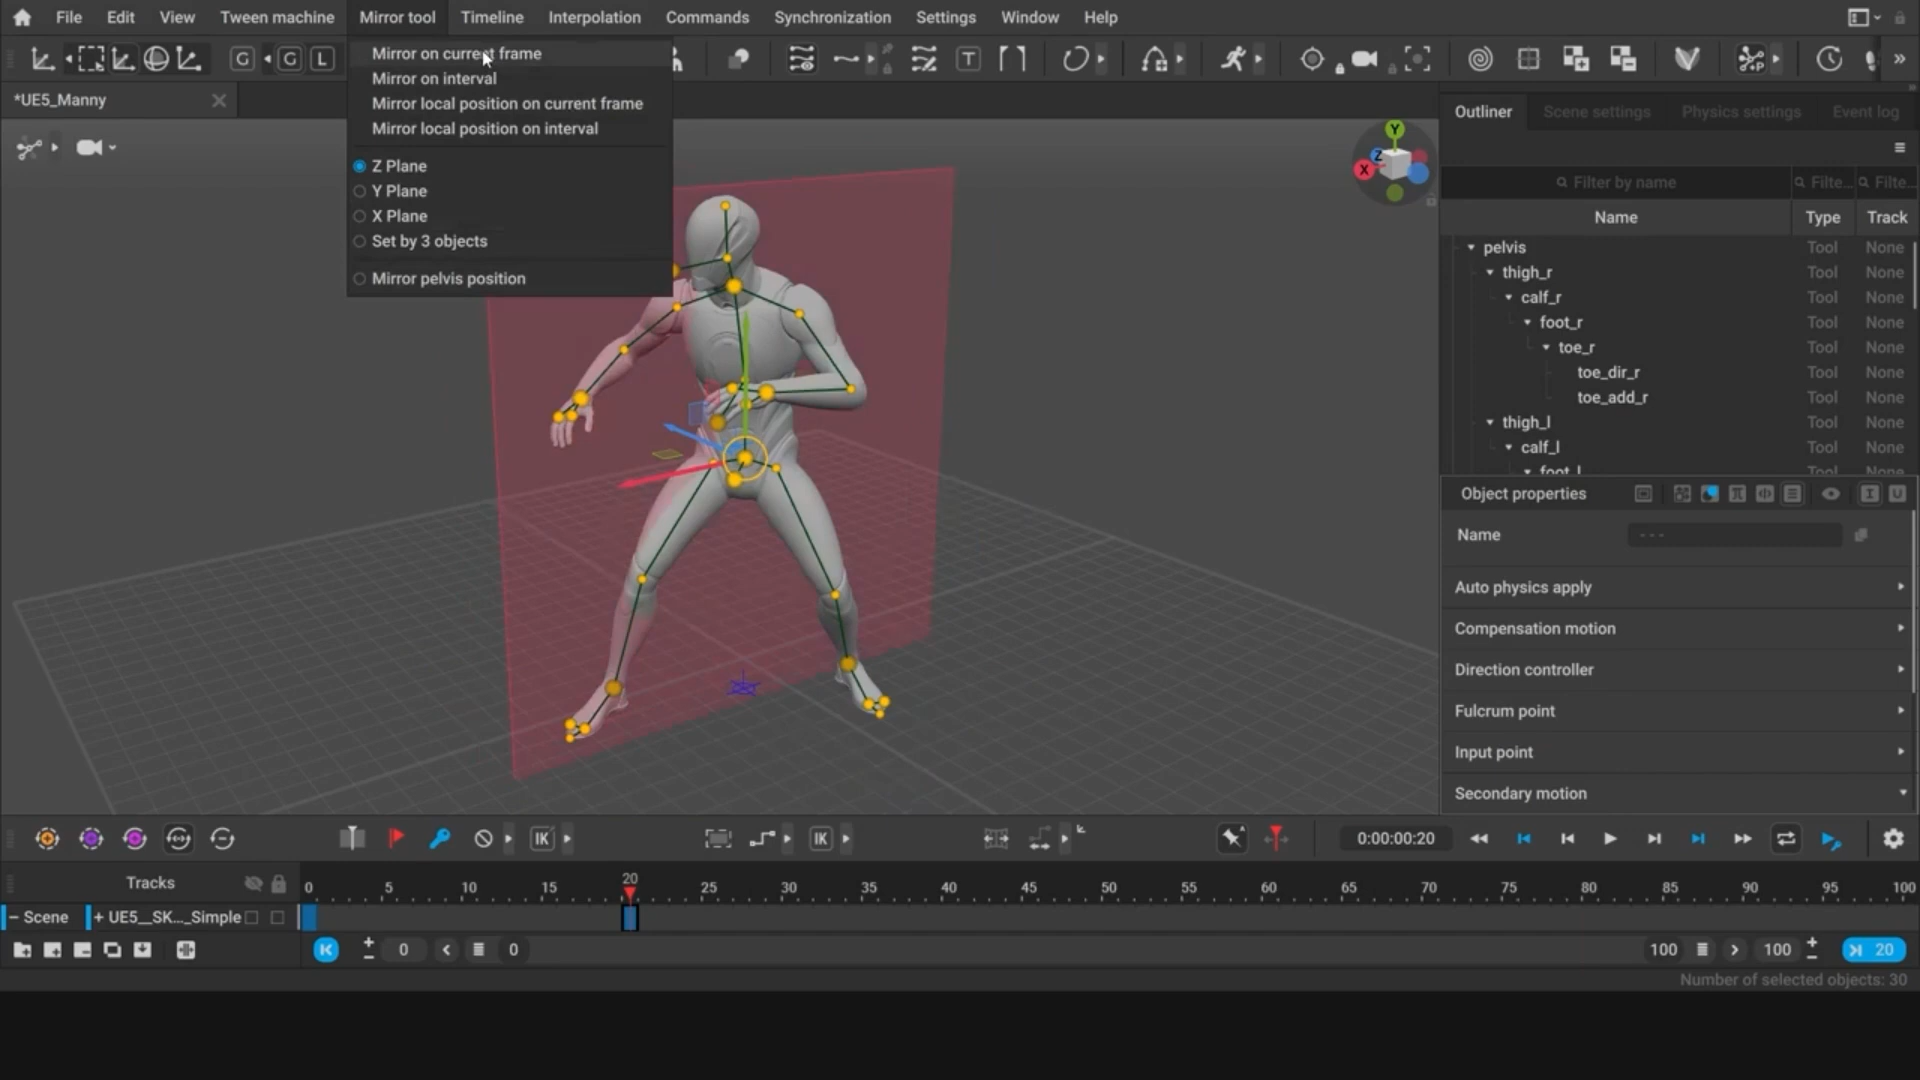 File Edit View Tween machine Mirror tool Timeline Interpolation Commands Synchronization Settings Window Help
G G L T
Mirror on current frame
Mirror on interval
Mirror local position on current frame
Mirror local position on interval
Z Plane
Y Plane
X Plane
Set by 3 objects
Mirror pelvis position
*UE5_Manny
Y
Z
X
Outliner Scene settings Physics settings Event log
Filter by name Filte... Filte...
Name Type Track
pelvis Tool None
thigh_r Tool None
calf_r Tool None
foot_r Tool None
toe_r Tool None
toe_dir_r Tool None
toe_add_r Tool None
thigh_l Tool None
calf_l Tool None
foot_l
Object properties
Name ---
Auto physics apply
Compensation motion
Direction controller
Fulcrum point
Input point
Secondary motion
IK IK 0:00:00:20
Tracks 0 5 10 15 20 25 30 35 40 45 50 55 60 65 70 75 80 85 90 95 100
Scene + UE5__SK..._Simple
0 0 100 100 20
Number of selected objects: 30